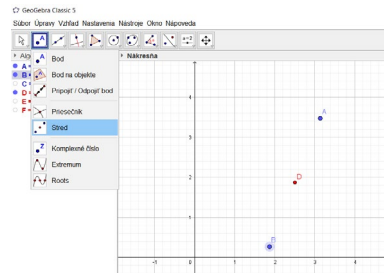 GeoGebra Classic 5
Súbor Úpravy Vzhľad Nastavenia Nástroje Okno Nápoveda
Nákresňa
A
B
C
D
E
F
Bod
Bod na objekte
Pripojiť / Odpojiť bod
Priesečník
Stred
Komplexné číslo
Extremum
Roots
4
3
2
1
-1 0 1 2 3 4
A
D
B